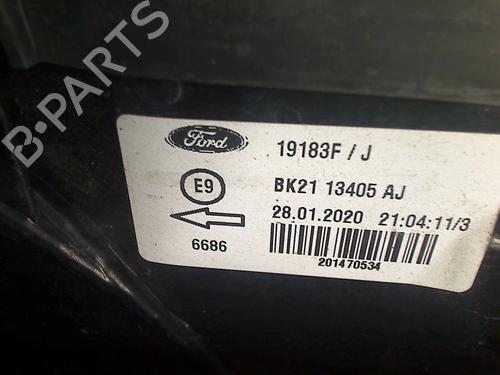 B-PARTS
Ford
19183F / J
E9
BK21 13405 AJ
28.01.2020 21:04:11/3
6686
201470534